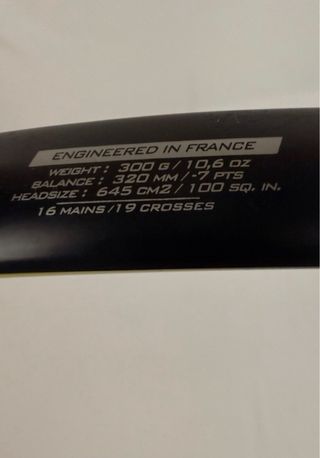 ENGINEERED IN FRANCE
WEIGHT : 300 G / 10,6 OZ
BALANCE : 320 MM / -7 PTS
HEADSIZE : 645 CM2 / 100 SQ. IN.
16 MAINS /19 CROSSES